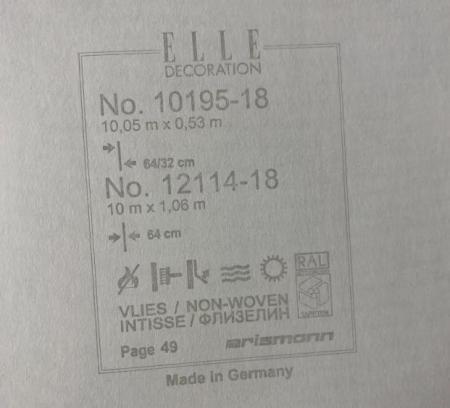 ELLE
DECORATION
No. 10195-18
10,05 m x 0,53 m
64/32 cm
No. 12114-18
10 m x 1,06 m
64 cm
RAL
VLIES / NON-WOVEN
INTISSE / ФЛИЗЕЛИН
Page 49
erismann
Made in Germany